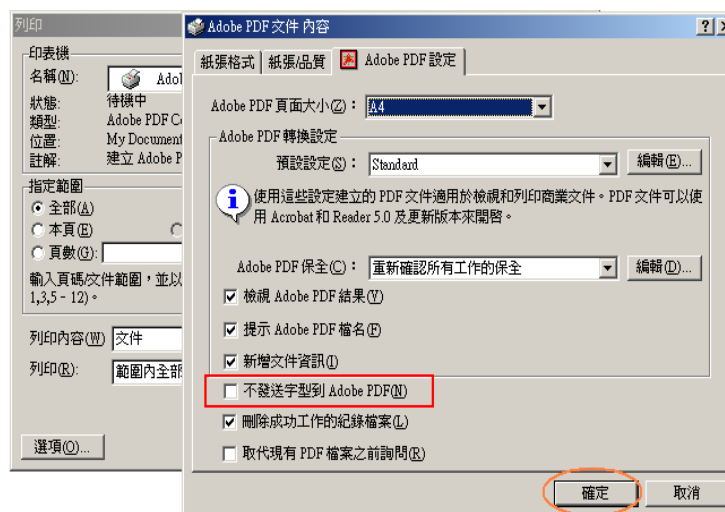 列印
印表機
名稱(N):
Adol
狀態: 待機中
類型: Adobe PDF C
位置: My Document
註解: 建立 Adobe P
指定範圍
全部(A)
本頁(E)
頁數(G):
輸入頁碼/文件範圍，並以
1,3,5 - 12)。
列印內容(W) 文件
列印(R): 範圍內全部
選項(O)...
Adobe PDF 文件 內容
紙張格式 紙張/品質 Adobe PDF 設定
Adobe PDF 頁面大小(Z)： A4
Adobe PDF 轉換設定
預設設定(S)： Standard 編輯(E)...
使用這些設定建立的 PDF 文件適用於檢視和列印商業文件。PDF 文件可以使
用 Acrobat 和 Reader 5.0 及更新版本來開啓。
Adobe PDF 保全(C)： 重新確認所有工作的保全 編輯(D)...
檢視 Adobe PDF 結果(V)
提示 Adobe PDF 檔名(F)
新增文件資訊(I)
不發送字型到 Adobe PDF(N)
刪除成功工作的紀錄檔案(L)
取代現有 PDF 檔案之前詢問(R)
確定 取消